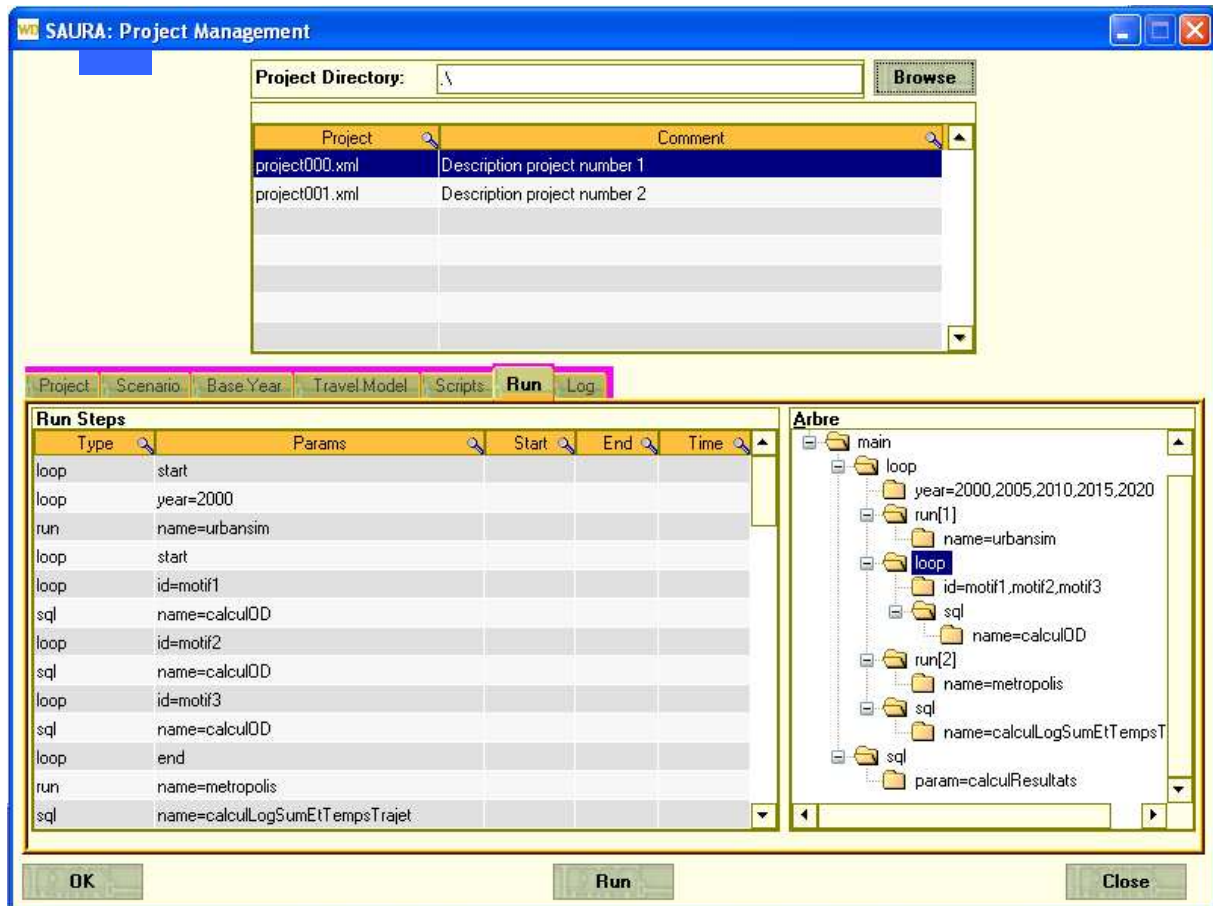 WD SAURA: Project Management
Project Directory: .\ Browse
Project Comment
project000.xml Description project number 1
project001.xml Description project number 2
Project Scenario Base Year Travel Model Scripts Run Log
Run Steps
Type Params Start End Time
loop start
loop year=2000
run name=urbansim
loop start
loop id=motif1
sql name=calculOD
loop id=motif2
sql name=calculOD
loop id=motif3
sql name=calculOD
loop end
run name=metropolis
sql name=calculLogSumEtTempsTrajet
Arbre
main
loop
year=2000,2005,2010,2015,2020
run[1]
name=urbansim
loop
id=motif1,motif2,motif3
sql
name=calculOD
run[2]
name=metropolis
sql
name=calculLogSumEtTempsT
sql
param=calculResultats
OK Run Close